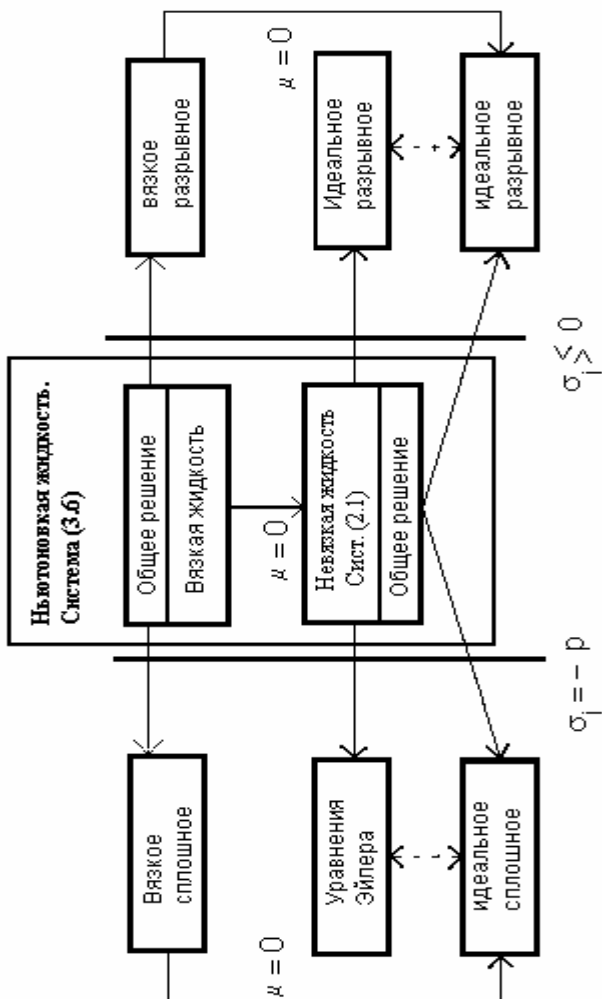 Ньютоновкая жидкость.
Система (3.6)
Вязкое
сплошное
Общее решение
Вязкая жидкость
вязкое
разрывное
μ = 0
μ = 0
μ = 0
Уравнения
Эйлера
Невязкая жидкость
Сист. (2.1)
Общее решение
Идеальное
разрывное
идеальное
сплошное
идеальное
разрывное
σᵢ = − p
σᵢ ≶ 0